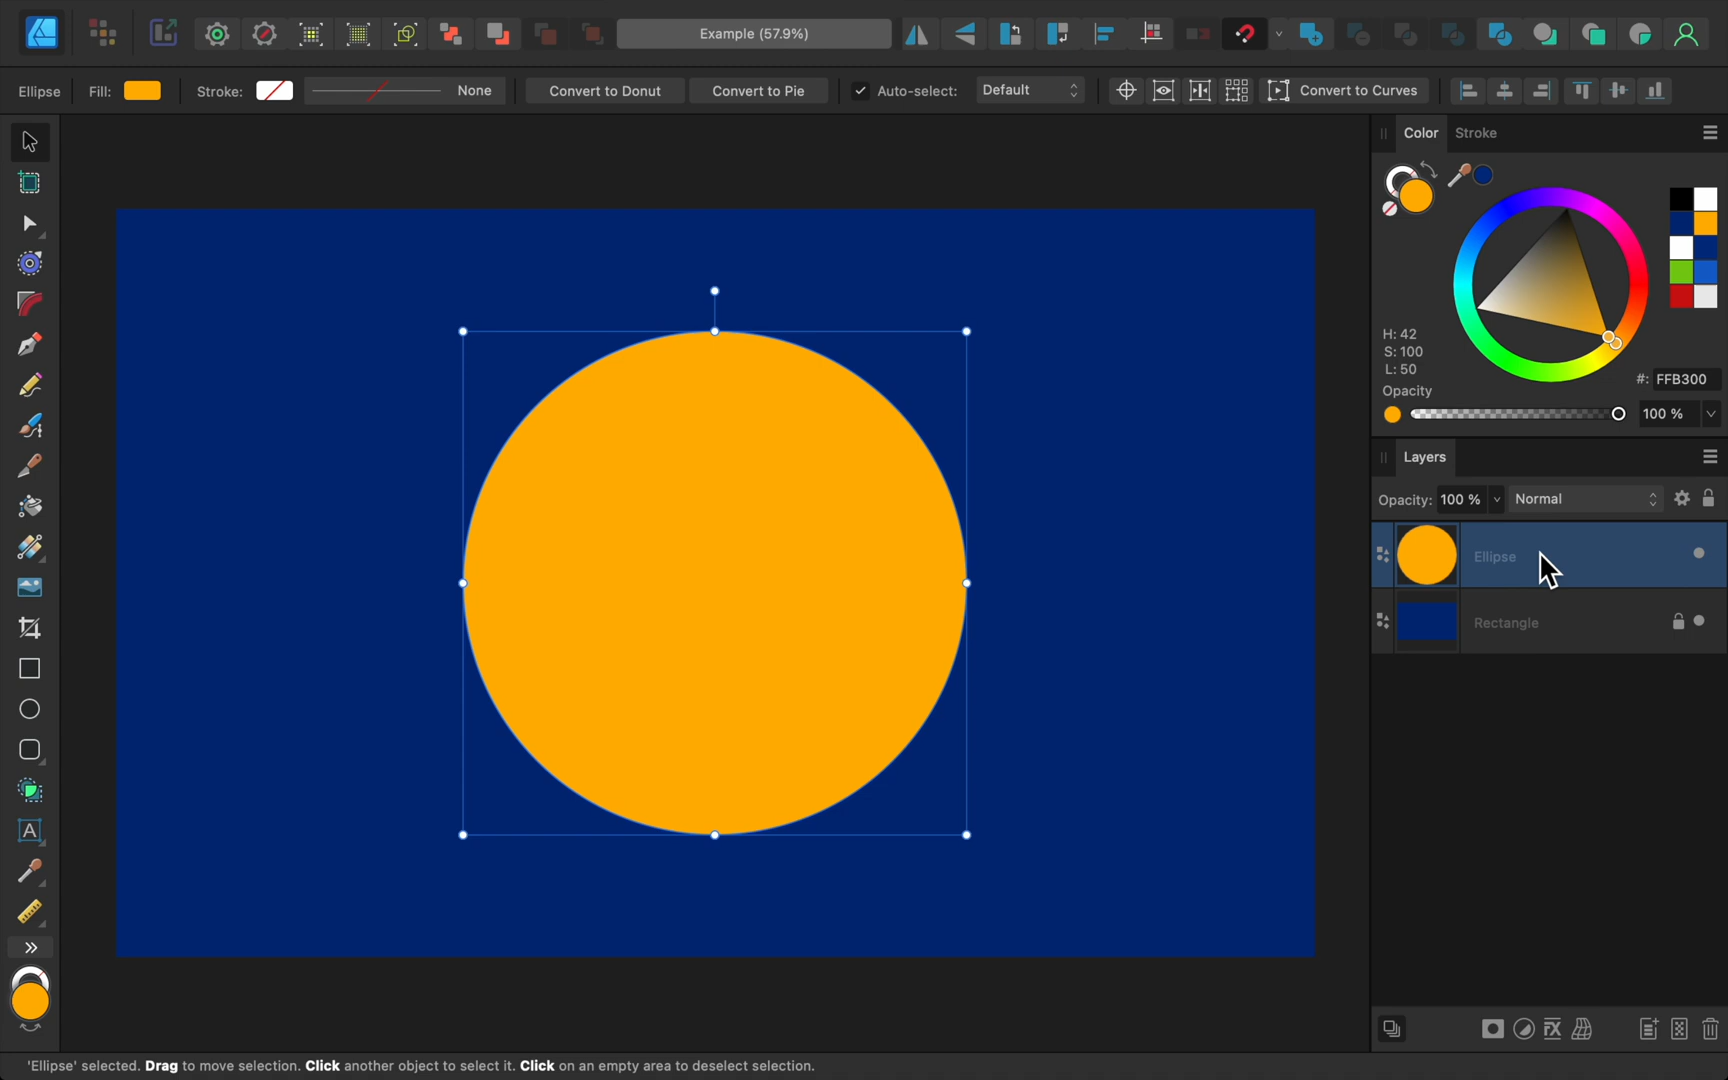 Example (57.9%)
Ellipse Fill: Stroke: None Convert to Donut Convert to Pie Auto-select: Default Convert to Curves
Color Stroke
H: 42
S: 100
L: 50
#: FFB300
Opacity
100 %
Layers
Opacity: 100 % Normal
Ellipse
Rectangle
A
'Ellipse' selected. Drag to move selection. Click another object to select it. Click on an empty area to deselect selection.